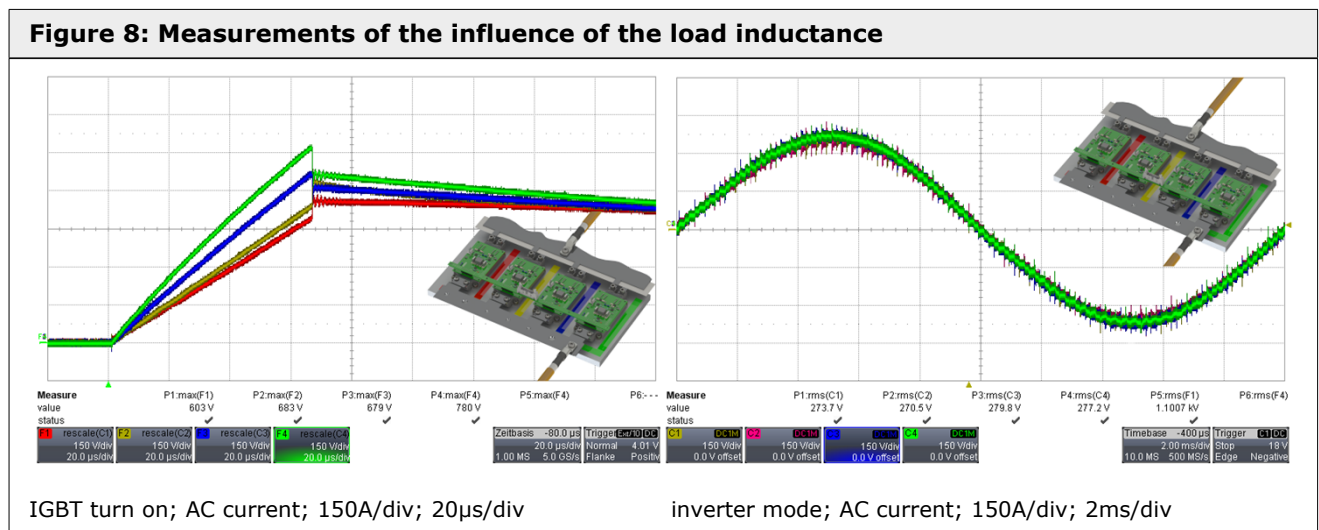 Figure 8: Measurements of the influence of the load inductance
F3
Measure P1:max(F1) P2:max(F2) P3:max(F3) P4:max(F4) P5:max(F4) P6:- - -
value 603 V 683 V 679 V 780 V
status ✔ ✔ ✔ ✔
F1 rescale(C1) F2 rescale(C2) rescale(C3) F4 rescale(C4)
150 V/div 150 V/div 150 V/div 150 V/div
20.0 µs/div 20.0 µs/div 20.0 µs/div 20.0 µs/div
Zeitbasis -80.0 µs Trigger Ext/10 DC
20.0 µs/div Normal 4.01 V
1.00 MS 5.0 GS/s Flanke Positiv
Measure P1:rms(C1) P2:rms(C2) P3:rms(C3) P4:rms(C4) P5:rms(F1) P6:rms(F4)
value 273.7 V 270.5 V 279.8 V 277.2 V 1.1007 kV
status ✔ ✔ ✔ ✔ ✔
C1 DC1M C2 DC1M DC1M C4 DC1M
150 V/div 150 V/div 150 V/div 150 V/div
0.0 V offset 0.0 V offset 0.0 V offset 0.0 V offset
Timebase -400 µs Trigger C1 DC
2.00 ms/div Stop 18 V
10.0 MS 500 MS/s Edge Negative
IGBT turn on; AC current; 150A/div; 20µs/div
inverter mode; AC current; 150A/div; 2ms/div